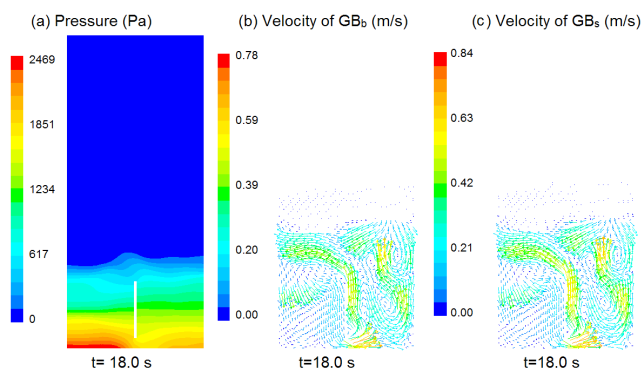 (a) Pressure (Pa)
(b) Velocity of GBb (m/s)
(c) Velocity of GBs (m/s)
2469
1851
1234
617
0
0.78
0.59
0.39
0.20
0.00
0.84
0.63
0.42
0.21
0.00
t= 18.0 s
t=18.0 s
t=18.0 s